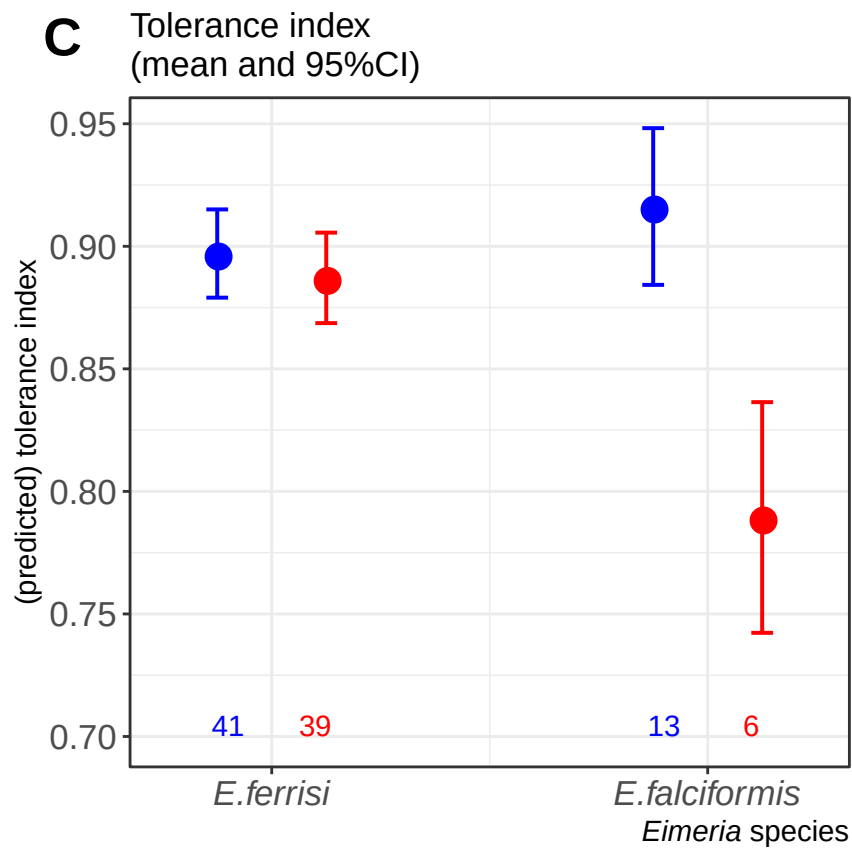 C
Tolerance index
(mean and 95%CI)
(predicted) tolerance index
0.95
0.90
0.85
0.80
0.75
0.70
41 39 13 6
E.ferrisi E.falciformis
Eimeria species